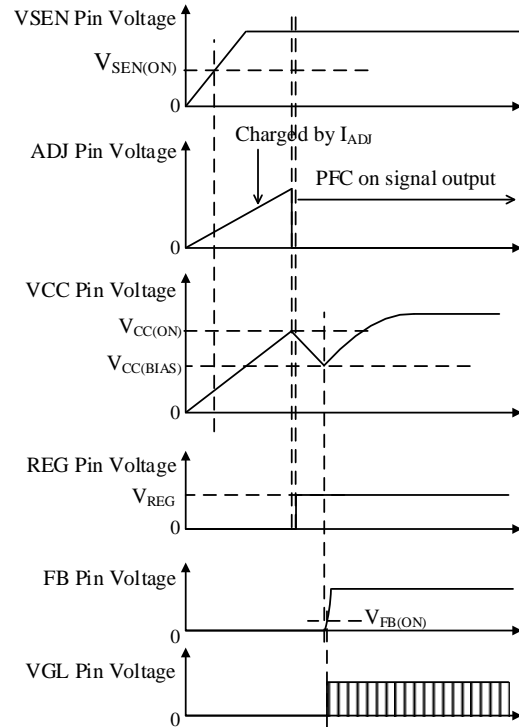 VSEN Pin Voltage
VSEN(ON)
0
Charged by IADJ
ADJ Pin Voltage
PFC on signal output
0
VCC Pin Voltage
VCC(ON)
VCC(BIAS)
0
REG Pin Voltage
VREG
0
FB Pin Voltage
VFB(ON)
0
VGL Pin Voltage
0